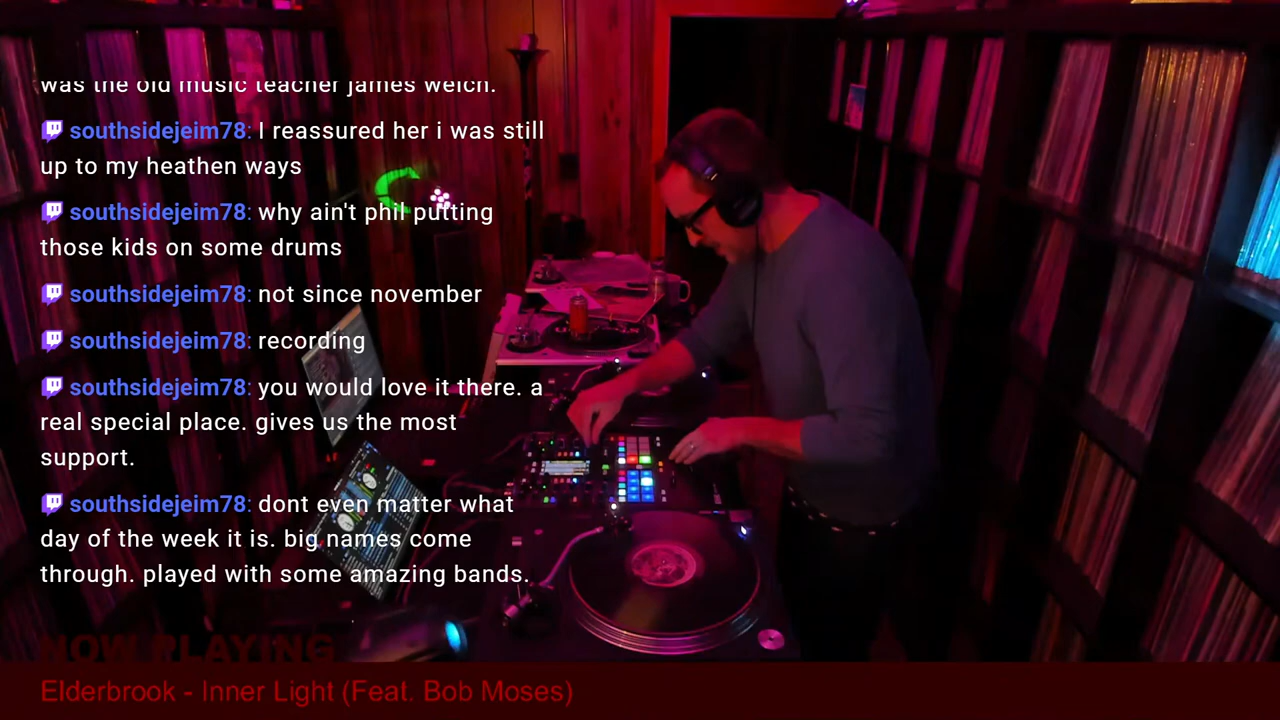 was the old music teacher james welch.
southsidejeim78: I reassured her i was still
up to my heathen ways
southsidejeim78: why ain't phil putting
those kids on some drums
southsidejeim78: not since november
southsidejeim78: recording
southsidejeim78: you would love it there. a
real special place. gives us the most
support.
southsidejeim78: dont even matter what
day of the week it is. big names come
through. played with some amazing bands.
NOW PLAYING
Elderbrook - Inner Light (Feat. Bob Moses)